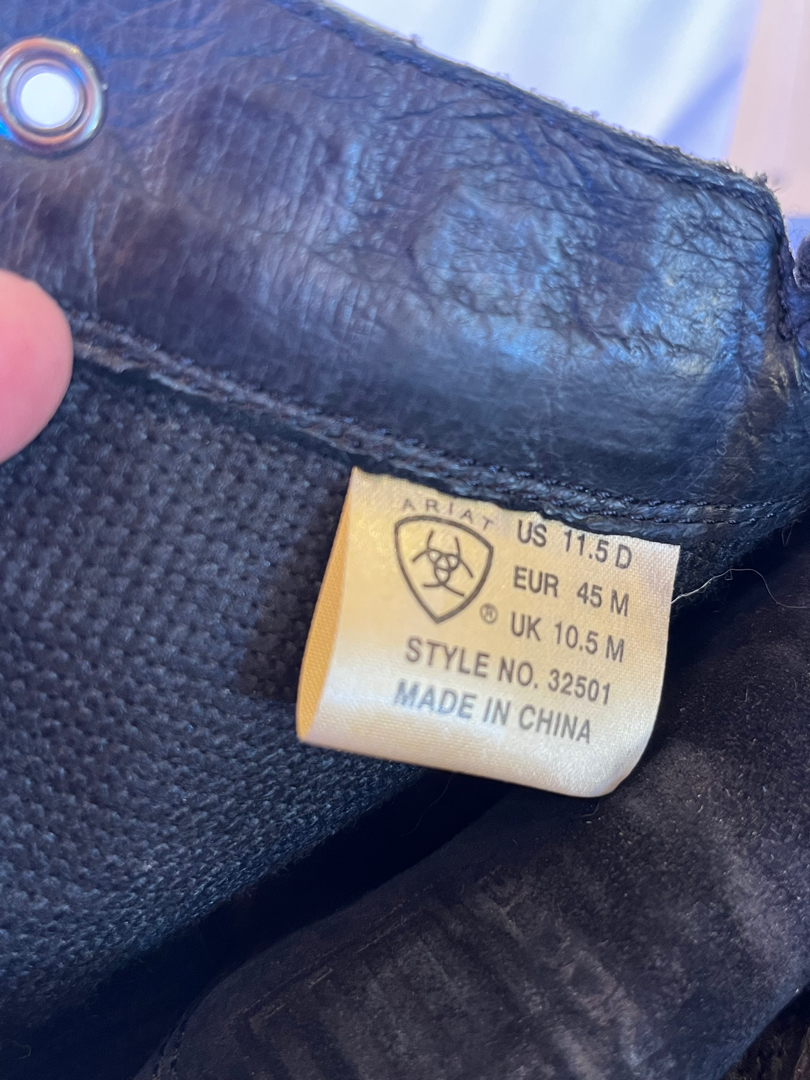 ARIAT
US 11.5 D
EUR 45 M
® UK 10.5 M
STYLE NO. 32501
MADE IN CHINA